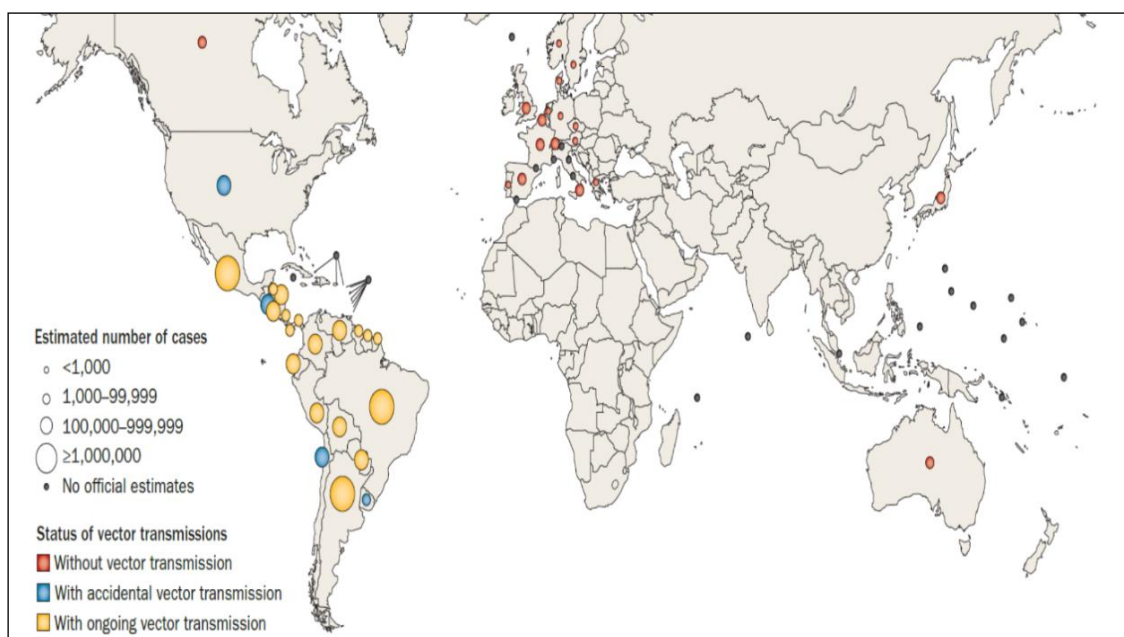 Estimated number of cases
<1,000
1,000–99,999
100,000–999,999
≥1,000,000
No official estimates
Status of vector transmissions
Without vector transmission
With accidental vector transmission
With ongoing vector transmission